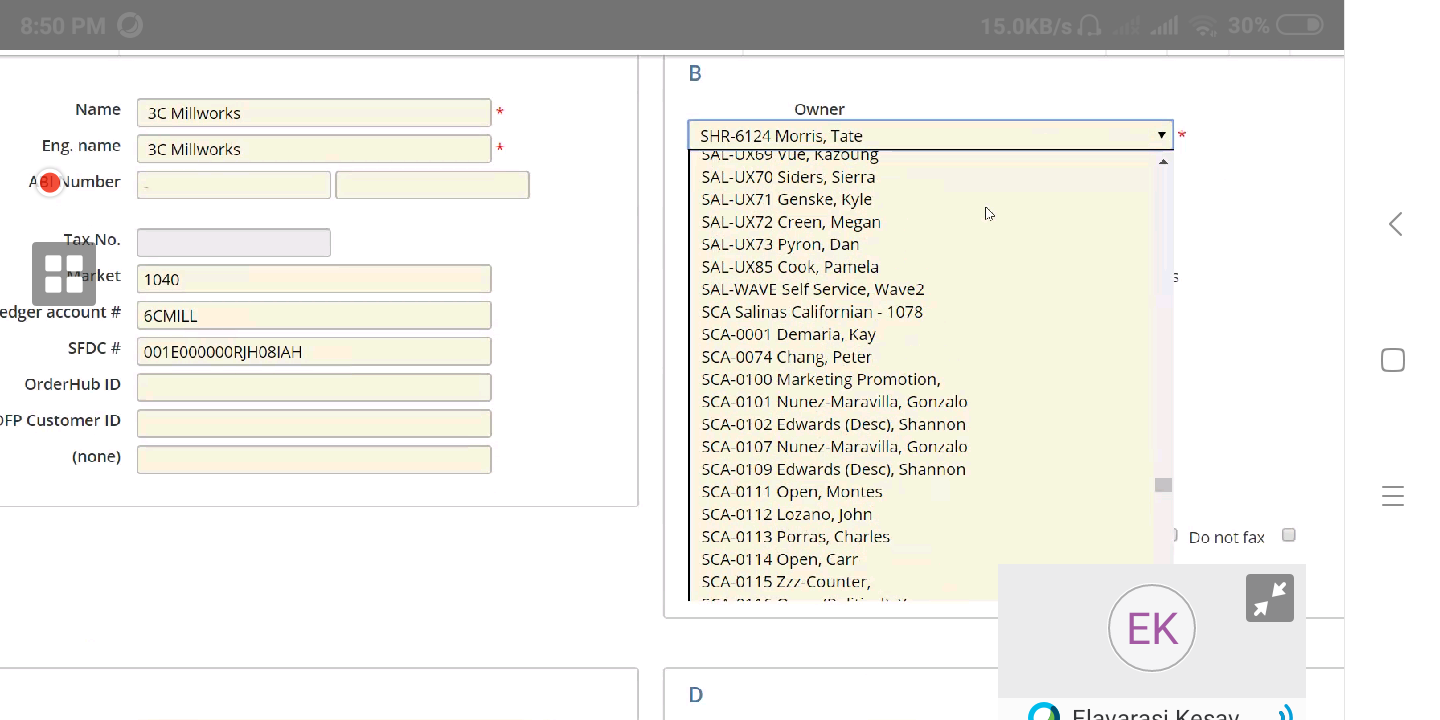 8:50 PM
15.0KB/s
30%
Name
3C Millworks
*
Eng. name
3C Millworks
*
Number
-
Tax.No.
Market
1040
edger account #
6CMILL
SFDC #
001E000000RJH08IAH
OrderHub ID
DFP Customer ID
(none)
B
Owner
SHR-6124 Morris, Tate
*
SAL-UX69 Vue, Kazoung
SAL-UX70 Siders, Sierra
SAL-UX71 Genske, Kyle
SAL-UX72 Creen, Megan
SAL-UX73 Pyron, Dan
SAL-UX85 Cook, Pamela
SAL-WAVE Self Service, Wave2
SCA Salinas Californian - 1078
SCA-0001 Demaria, Kay
SCA-0074 Chang, Peter
SCA-0100 Marketing Promotion,
SCA-0101 Nunez-Maravilla, Gonzalo
SCA-0102 Edwards (Desc), Shannon
SCA-0107 Nunez-Maravilla, Gonzalo
SCA-0109 Edwards (Desc), Shannon
SCA-0111 Open, Montes
SCA-0112 Lozano, John
SCA-0113 Porras, Charles
SCA-0114 Open, Carr
SCA-0115 Zzz-Counter,
s
Do not fax
EK
Elavarasi Kesav
D